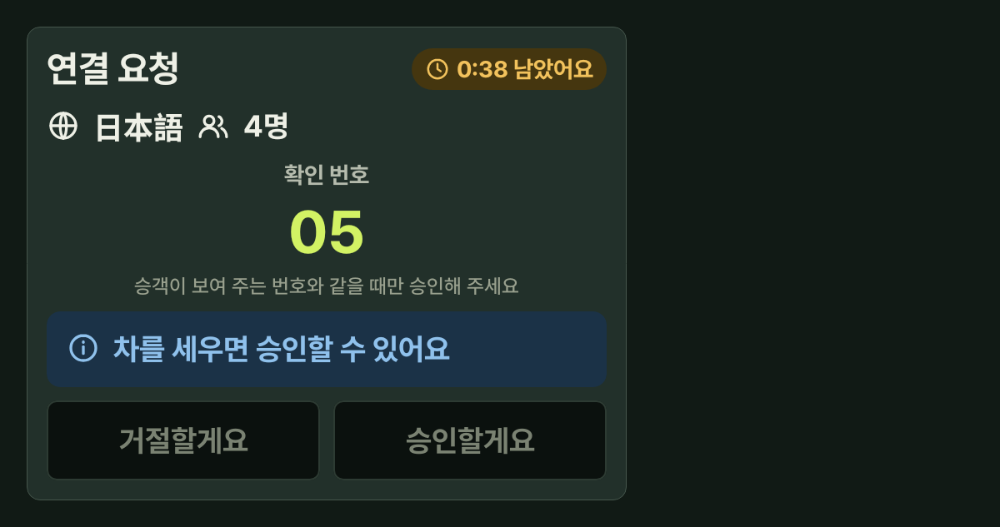 연결 요청
0:38 남았어요
日本語 4명
확인 번호
05
승객이 보여 주는 번호와 같을 때만 승인해 주세요
차를 세우면 승인할 수 있어요
거절할게요
승인할게요